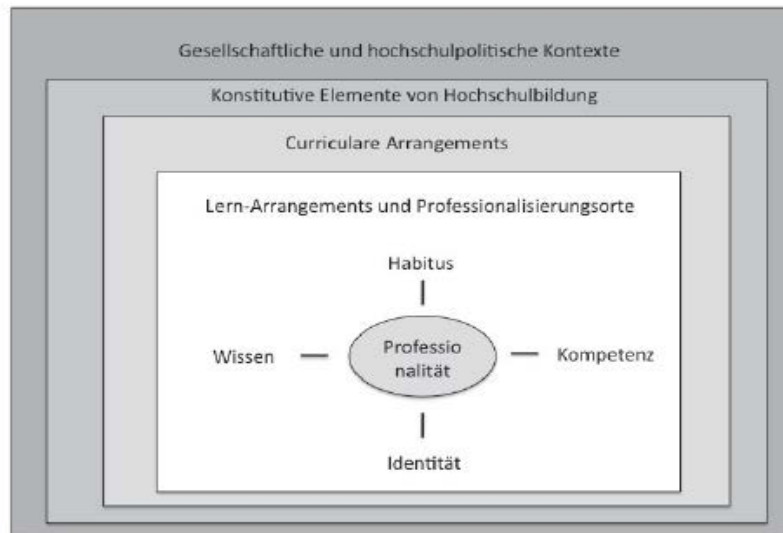 Gesellschaftliche und hochschulpolitische Kontexte
Konstitutive Elemente von Hochschulbildung
Curriculare Arrangements
Lern-Arrangements und Professionalisierungsorte
Habitus
Wissen
Professio
nalität
Kompetenz
Identität